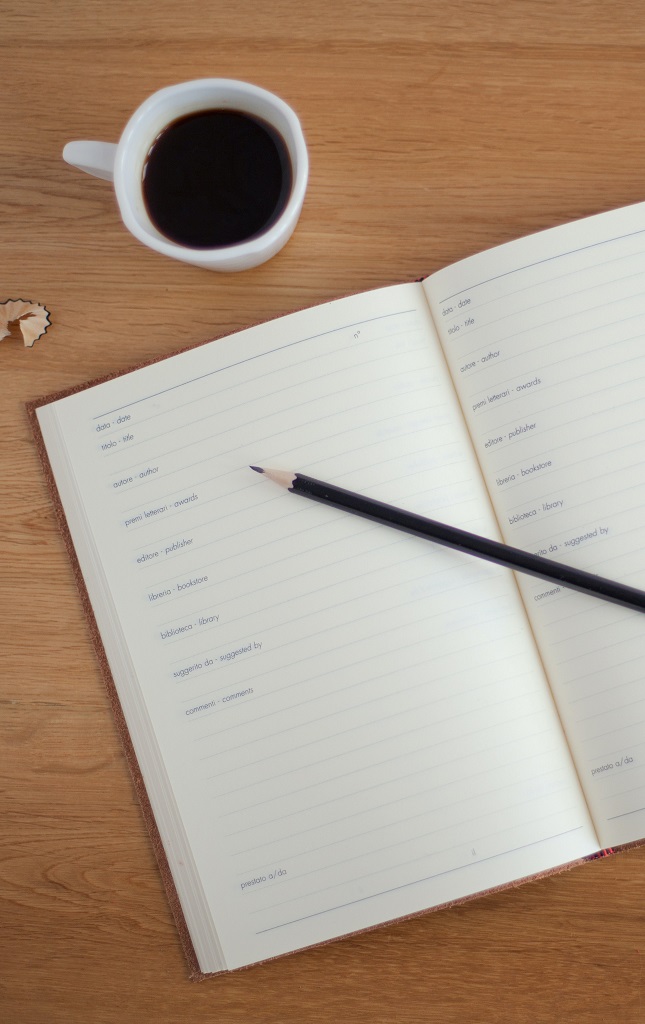 n°
data - date
titolo - title
autore - author
premi letterari - awards
editore - publisher
libreria - bookstore
biblioteca - library
suggerito da - suggested by
commenti - comments
prestato a/da
data - date
titolo - title
autore - author
premi letterari - awards
editore - publisher
libreria - bookstore
biblioteca - library
da - suggested by
commenti
prestato a/da